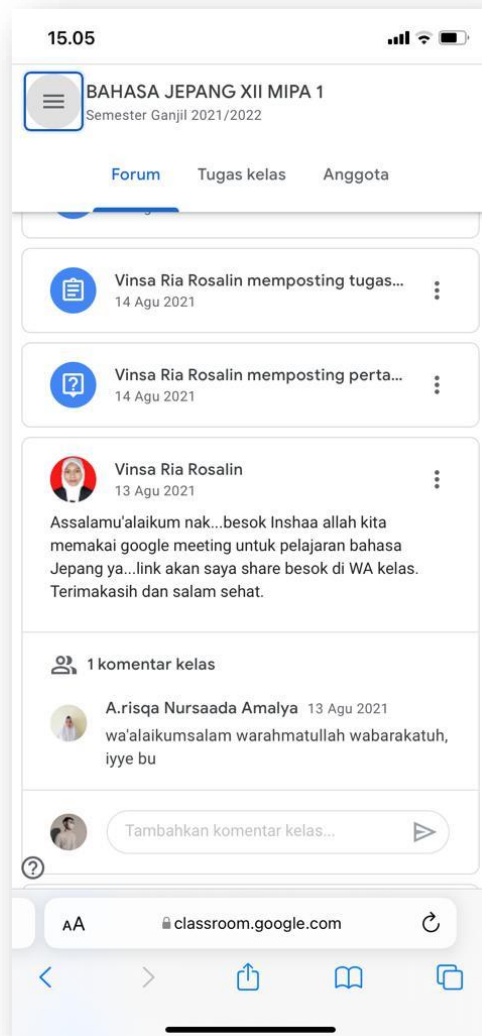 15.05
BAHASA JEPANG XII MIPA 1
Semester Ganjil 2021/2022
Forum Tugas kelas Anggota
Vinsa Ria Rosalin memposting tugas...
14 Agu 2021
Vinsa Ria Rosalin memposting perta...
14 Agu 2021
Vinsa Ria Rosalin
13 Agu 2021
Assalamu'alaikum nak...besok Inshaa allah kita
memakai google meeting untuk pelajaran bahasa
Jepang ya...link akan saya share besok di WA kelas.
Terimakasih dan salam sehat.
1 komentar kelas
A.risqa Nursaada Amalya 13 Agu 2021
wa'alaikumsalam warahmatullah wabarakatuh,
iyye bu
Tambahkan komentar kelas...
AA classroom.google.com